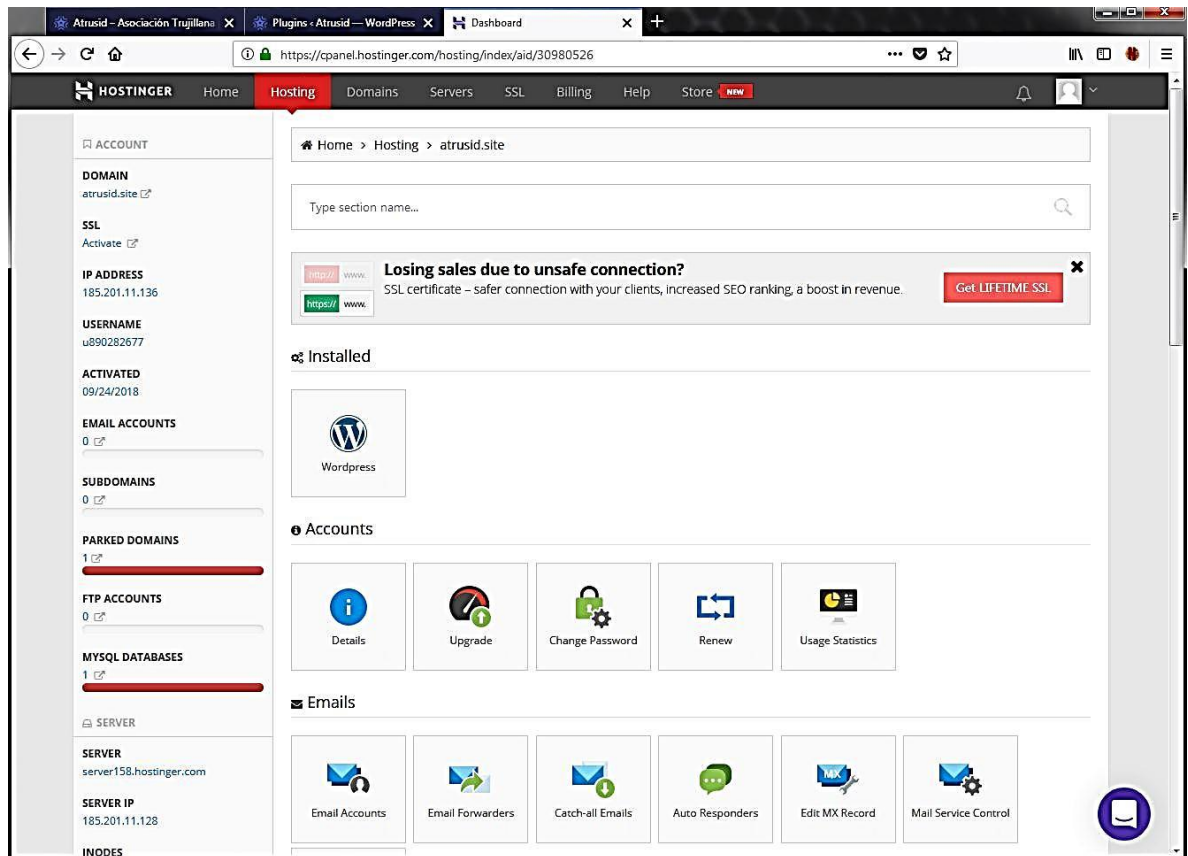 Atrusid – Asociación Trujillana
Plugins ‹ Atrusid — WordPress
Dashboard
https://cpanel.hostinger.com/hosting/index/aid/30980526
HOSTINGER Home Hosting Domains Servers SSL Billing Help Store NEW
ACCOUNT
DOMAIN
atrusid.site
SSL
Activate
IP ADDRESS
185.201.11.136
USERNAME
u890282677
ACTIVATED
09/24/2018
EMAIL ACCOUNTS
0
SUBDOMAINS
0
PARKED DOMAINS
1
FTP ACCOUNTS
0
MYSQL DATABASES
1
SERVER
SERVER
server158.hostinger.com
SERVER IP
185.201.11.128
INODES
Home > Hosting > atrusid.site
Type section name...
http:// www.
https:// www.
Losing sales due to unsafe connection?
SSL certificate – safer connection with your clients, increased SEO ranking, a boost in revenue.
Get LIFETIME SSL
Installed
Wordpress
Accounts
Details
Upgrade
Change Password
Renew
Usage Statistics
Emails
Email Accounts
Email Forwarders
Catch-all Emails
Auto Responders
MX
Edit MX Record
Mail Service Control